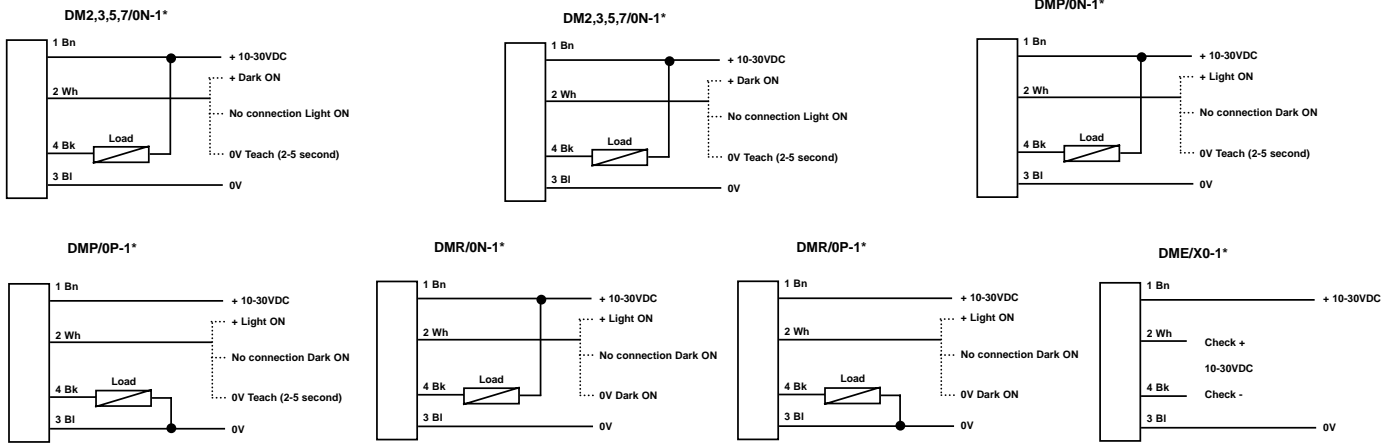 DM2,3,5,7/0N-1*
1 Bn
+ 10-30VDC
+ Dark ON
2 Wh
No connection Light ON
Load
4 Bk
0V Teach (2-5 second)
3 Bl
0V
DM2,3,5,7/0N-1*
1 Bn
+ 10-30VDC
+ Dark ON
2 Wh
No connection Light ON
Load
4 Bk
0V Teach (2-5 second)
3 Bl
0V
DMP/0N-1*
1 Bn
+ 10-30VDC
+ Light ON
2 Wh
No connection Dark ON
Load
4 Bk
0V Teach (2-5 second)
3 Bl
0V
DMP/0P-1*
1 Bn
+ 10-30VDC
+ Light ON
2 Wh
No connection Dark ON
Load
4 Bk
0V Teach (2-5 second)
3 Bl
0V
DMR/0N-1*
1 Bn
+ 10-30VDC
+ Light ON
2 Wh
No connection Dark ON
Load
4 Bk
0V Dark ON
3 Bl
0V
DMR/0P-1*
1 Bn
+ 10-30VDC
+ Light ON
2 Wh
No connection Dark ON
Load
4 Bk
0V Dark ON
3 Bl
0V
DME/X0-1*
1 Bn
+ 10-30VDC
2 Wh
Check +
10-30VDC
4 Bk
Check -
3 Bl
0V